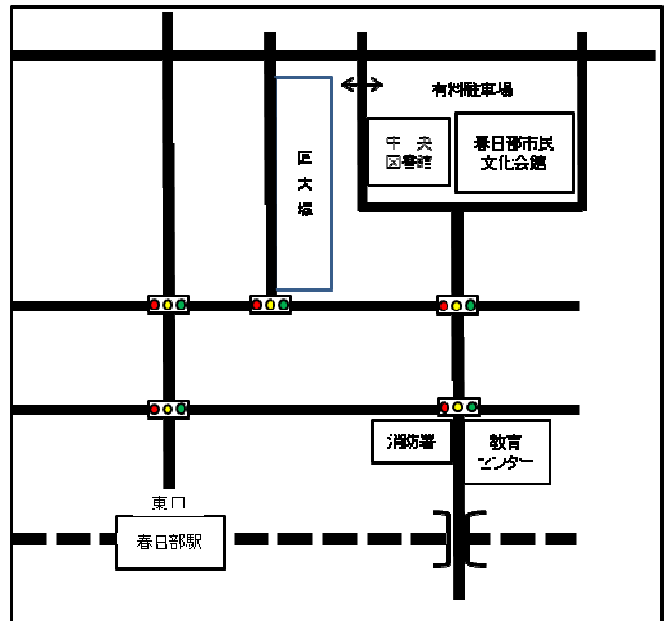 有料駐車場
中 央
図書館
春日部市民
文化会館
匠大塚
消防署
教育
センター
東口
春日部駅